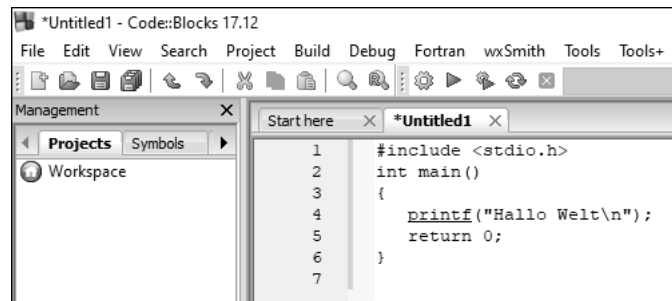 *Untitled1 - Code::Blocks 17.12
File Edit View Search Project Build Debug Fortran wxSmith Tools Tools+
Management X
Start here X *Untitled1 X
Projects Symbols
Workspace
1 #include <stdio.h>
2 int main()
3 {
4 printf("Hallo Welt\n");
5 return 0;
6 }
7